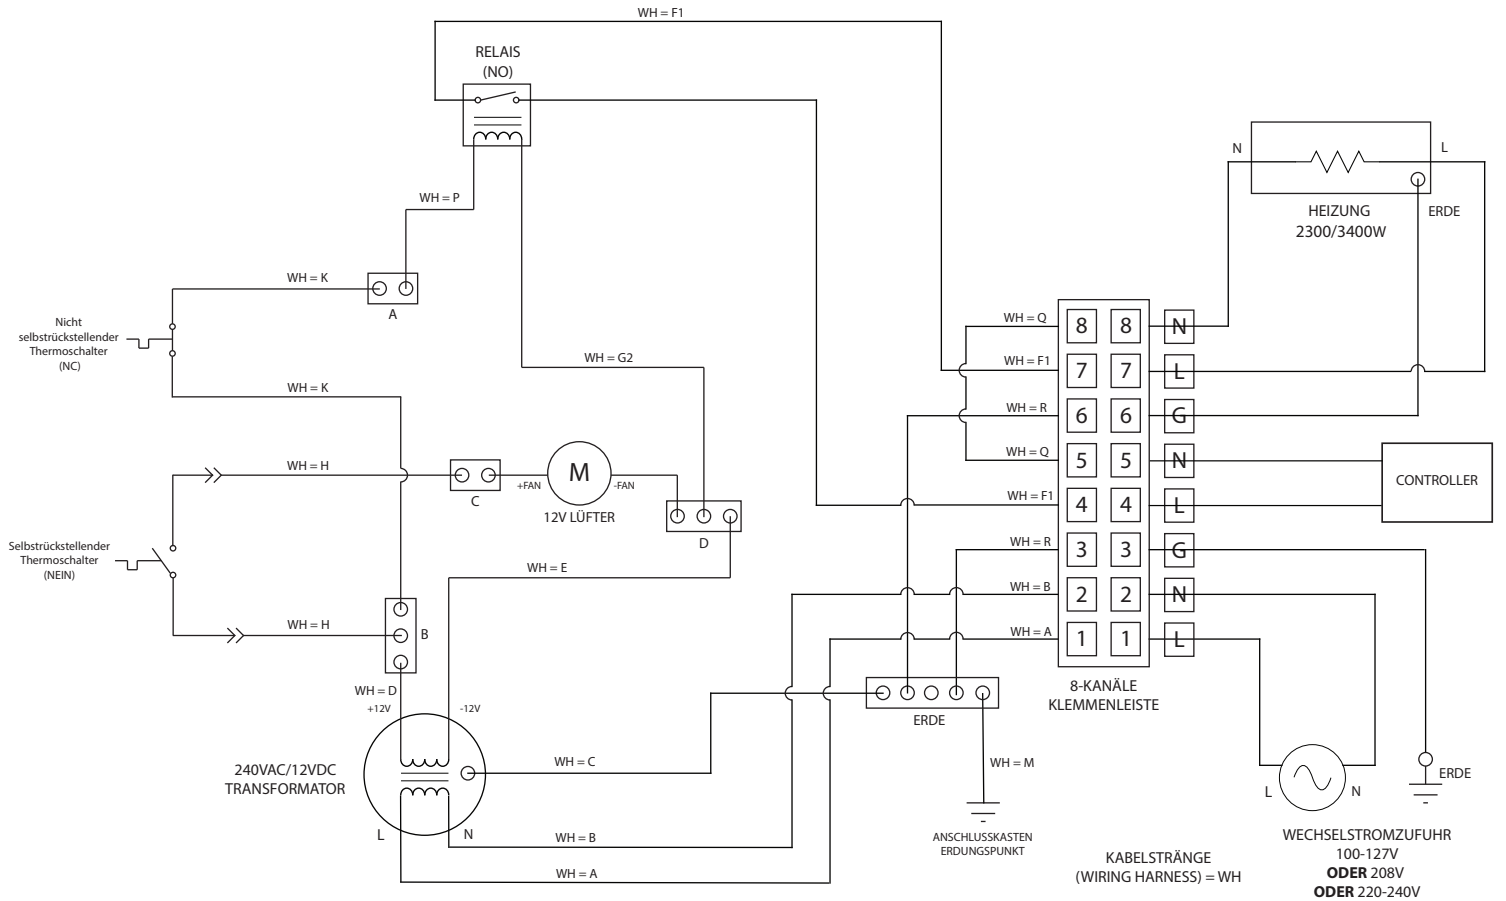 WH = F1
RELAIS
(NO)
WH = P
N
L
HEIZUNG
2300/3400W
ERDE
WH = K
A
Nicht
selbstrückstellender
Thermoschalter
(NC)
WH = G2
WH = K
WH = Q
8 8 N
WH = F1
7 7 L
WH = R
6 6 G
WH = Q
5 5 N
WH = F1
4 4 L
WH = R
3 3 G
WH = B
2 2 N
WH = A
1 1 L
CONTROLLER
WH = H
C
+FAN
M
-FAN
12V LÜFTER
D
Selbstrückstellender
Thermoschalter
(NEIN)
WH = E
WH = H
B
8-KANÄLE
KLEMMENLEISTE
WH = D
+12V
-12V
ERDE
240VAC/12VDC
TRANSFORMATOR
WH = C
WH = M
L
N
WH = B
WH = A
ANSCHLUSSKASTEN
ERDUNGSPUNKT
L
N
ERDE
WECHSELSTROMZUFUHR
100-127V
ODER 208V
ODER 220-240V
KABELSTRÄNGE
(WIRING HARNESS) = WH